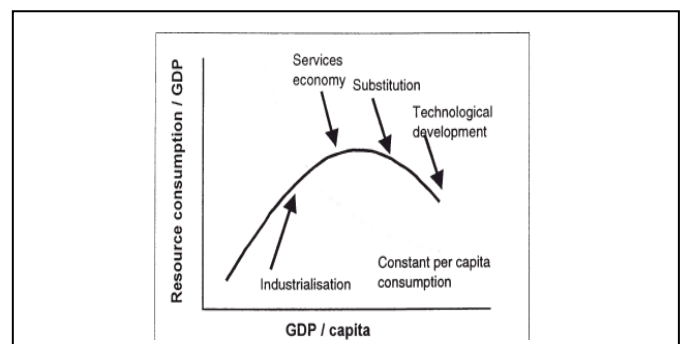 Services
economy
Substitution
Technological
development
Resource consumption / GDP
Industrialisation
Constant per capita
consumption
GDP / capita